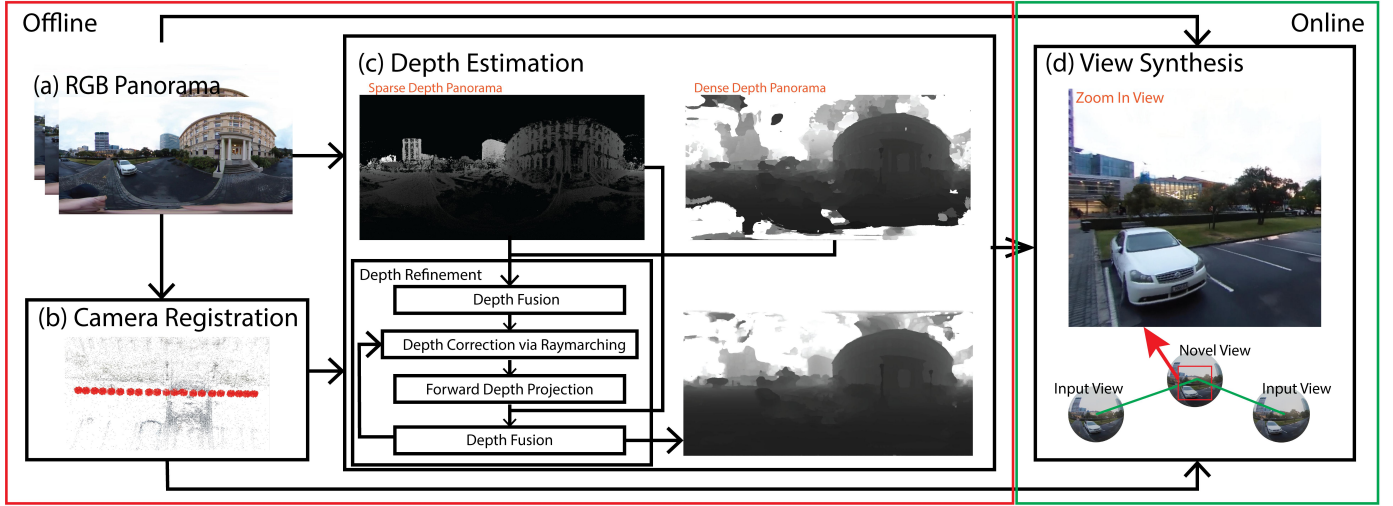 Offline
Online
(a) RGB Panorama
(b) Camera Registration
(c) Depth Estimation
Sparse Depth Panorama
Dense Depth Panorama
Depth Refinement
Depth Fusion
Depth Correction via Raymarching
Forward Depth Projection
Depth Fusion
(d) View Synthesis
Zoom In View
Novel View
Input View
Input View